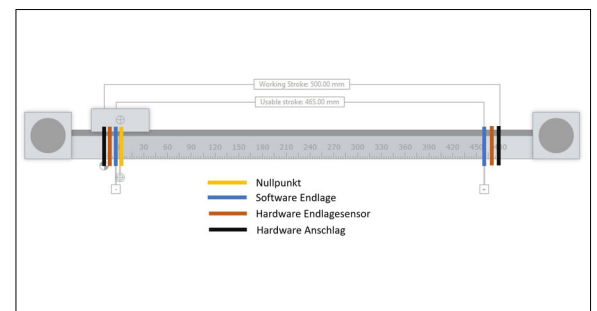 Working Stroke: 500.00 mm
Usable stroke: 465.00 mm
30 60 90 120 150 180 210 240 270 300 330 360 390 420
Nullpunkt
Software Endlage
Hardware Endlagesensor
Hardware Anschlag